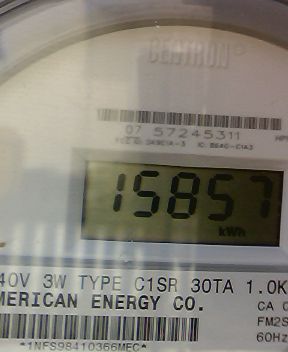 CENTRON®
07 57245311
15857
kWh
40V 3W TYPE C1SR 30TA 1.0K
MERICAN ENERGY CO.
CA 0
FM2S
60Hz
*1NFS98410366MEC*